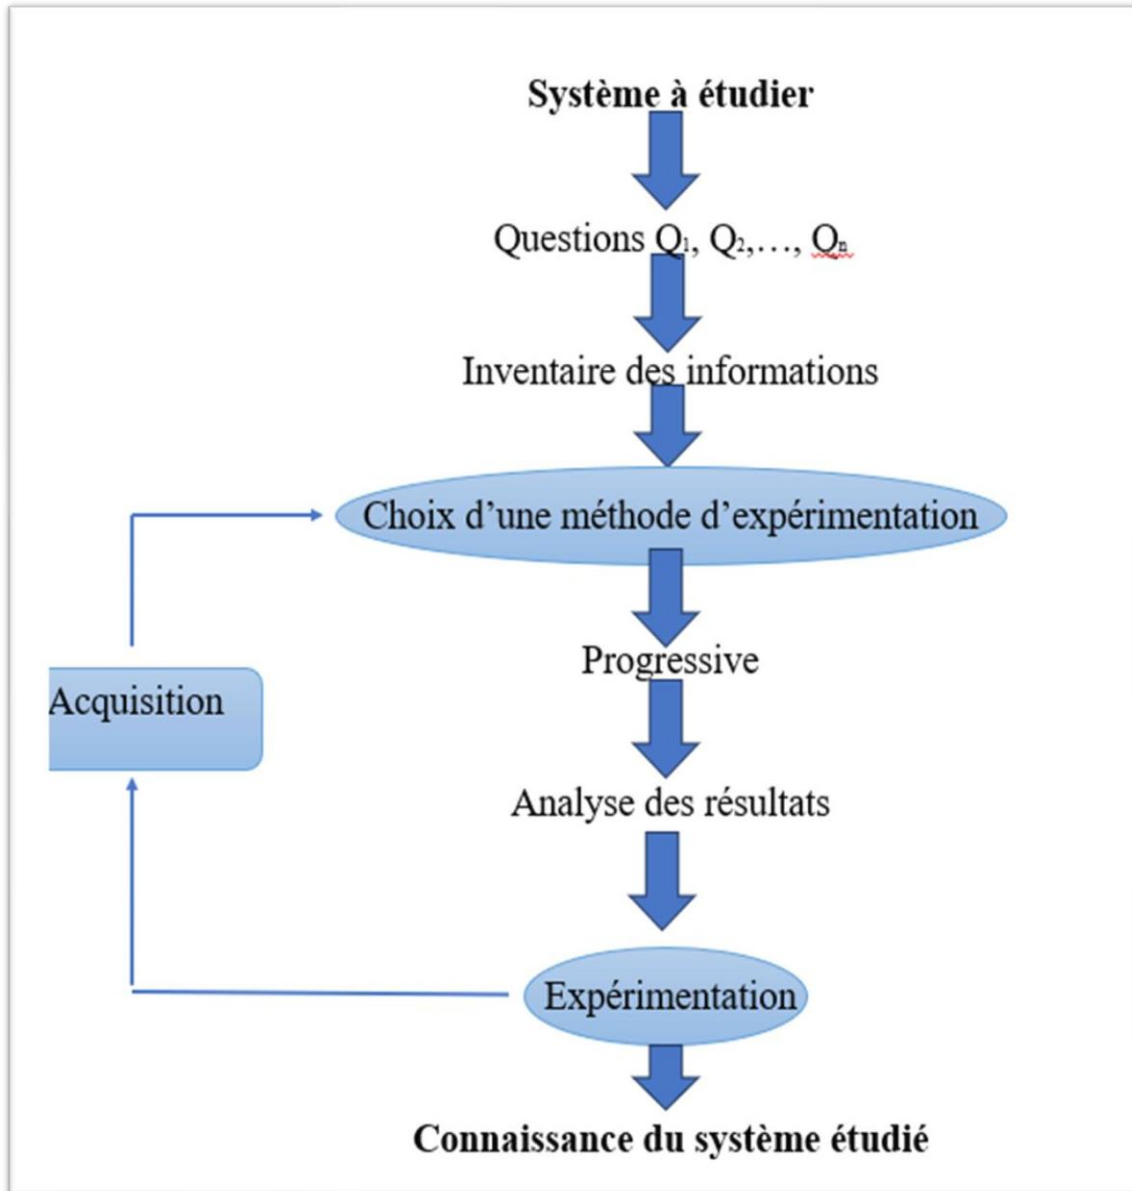 Système à étudier
Questions Q₁, Q₂,…, Qₙ
Inventaire des informations
Choix d’une méthode d’expérimentation
Progressive
Acquisition
Analyse des résultats
Expérimentation
Connaissance du système étudié